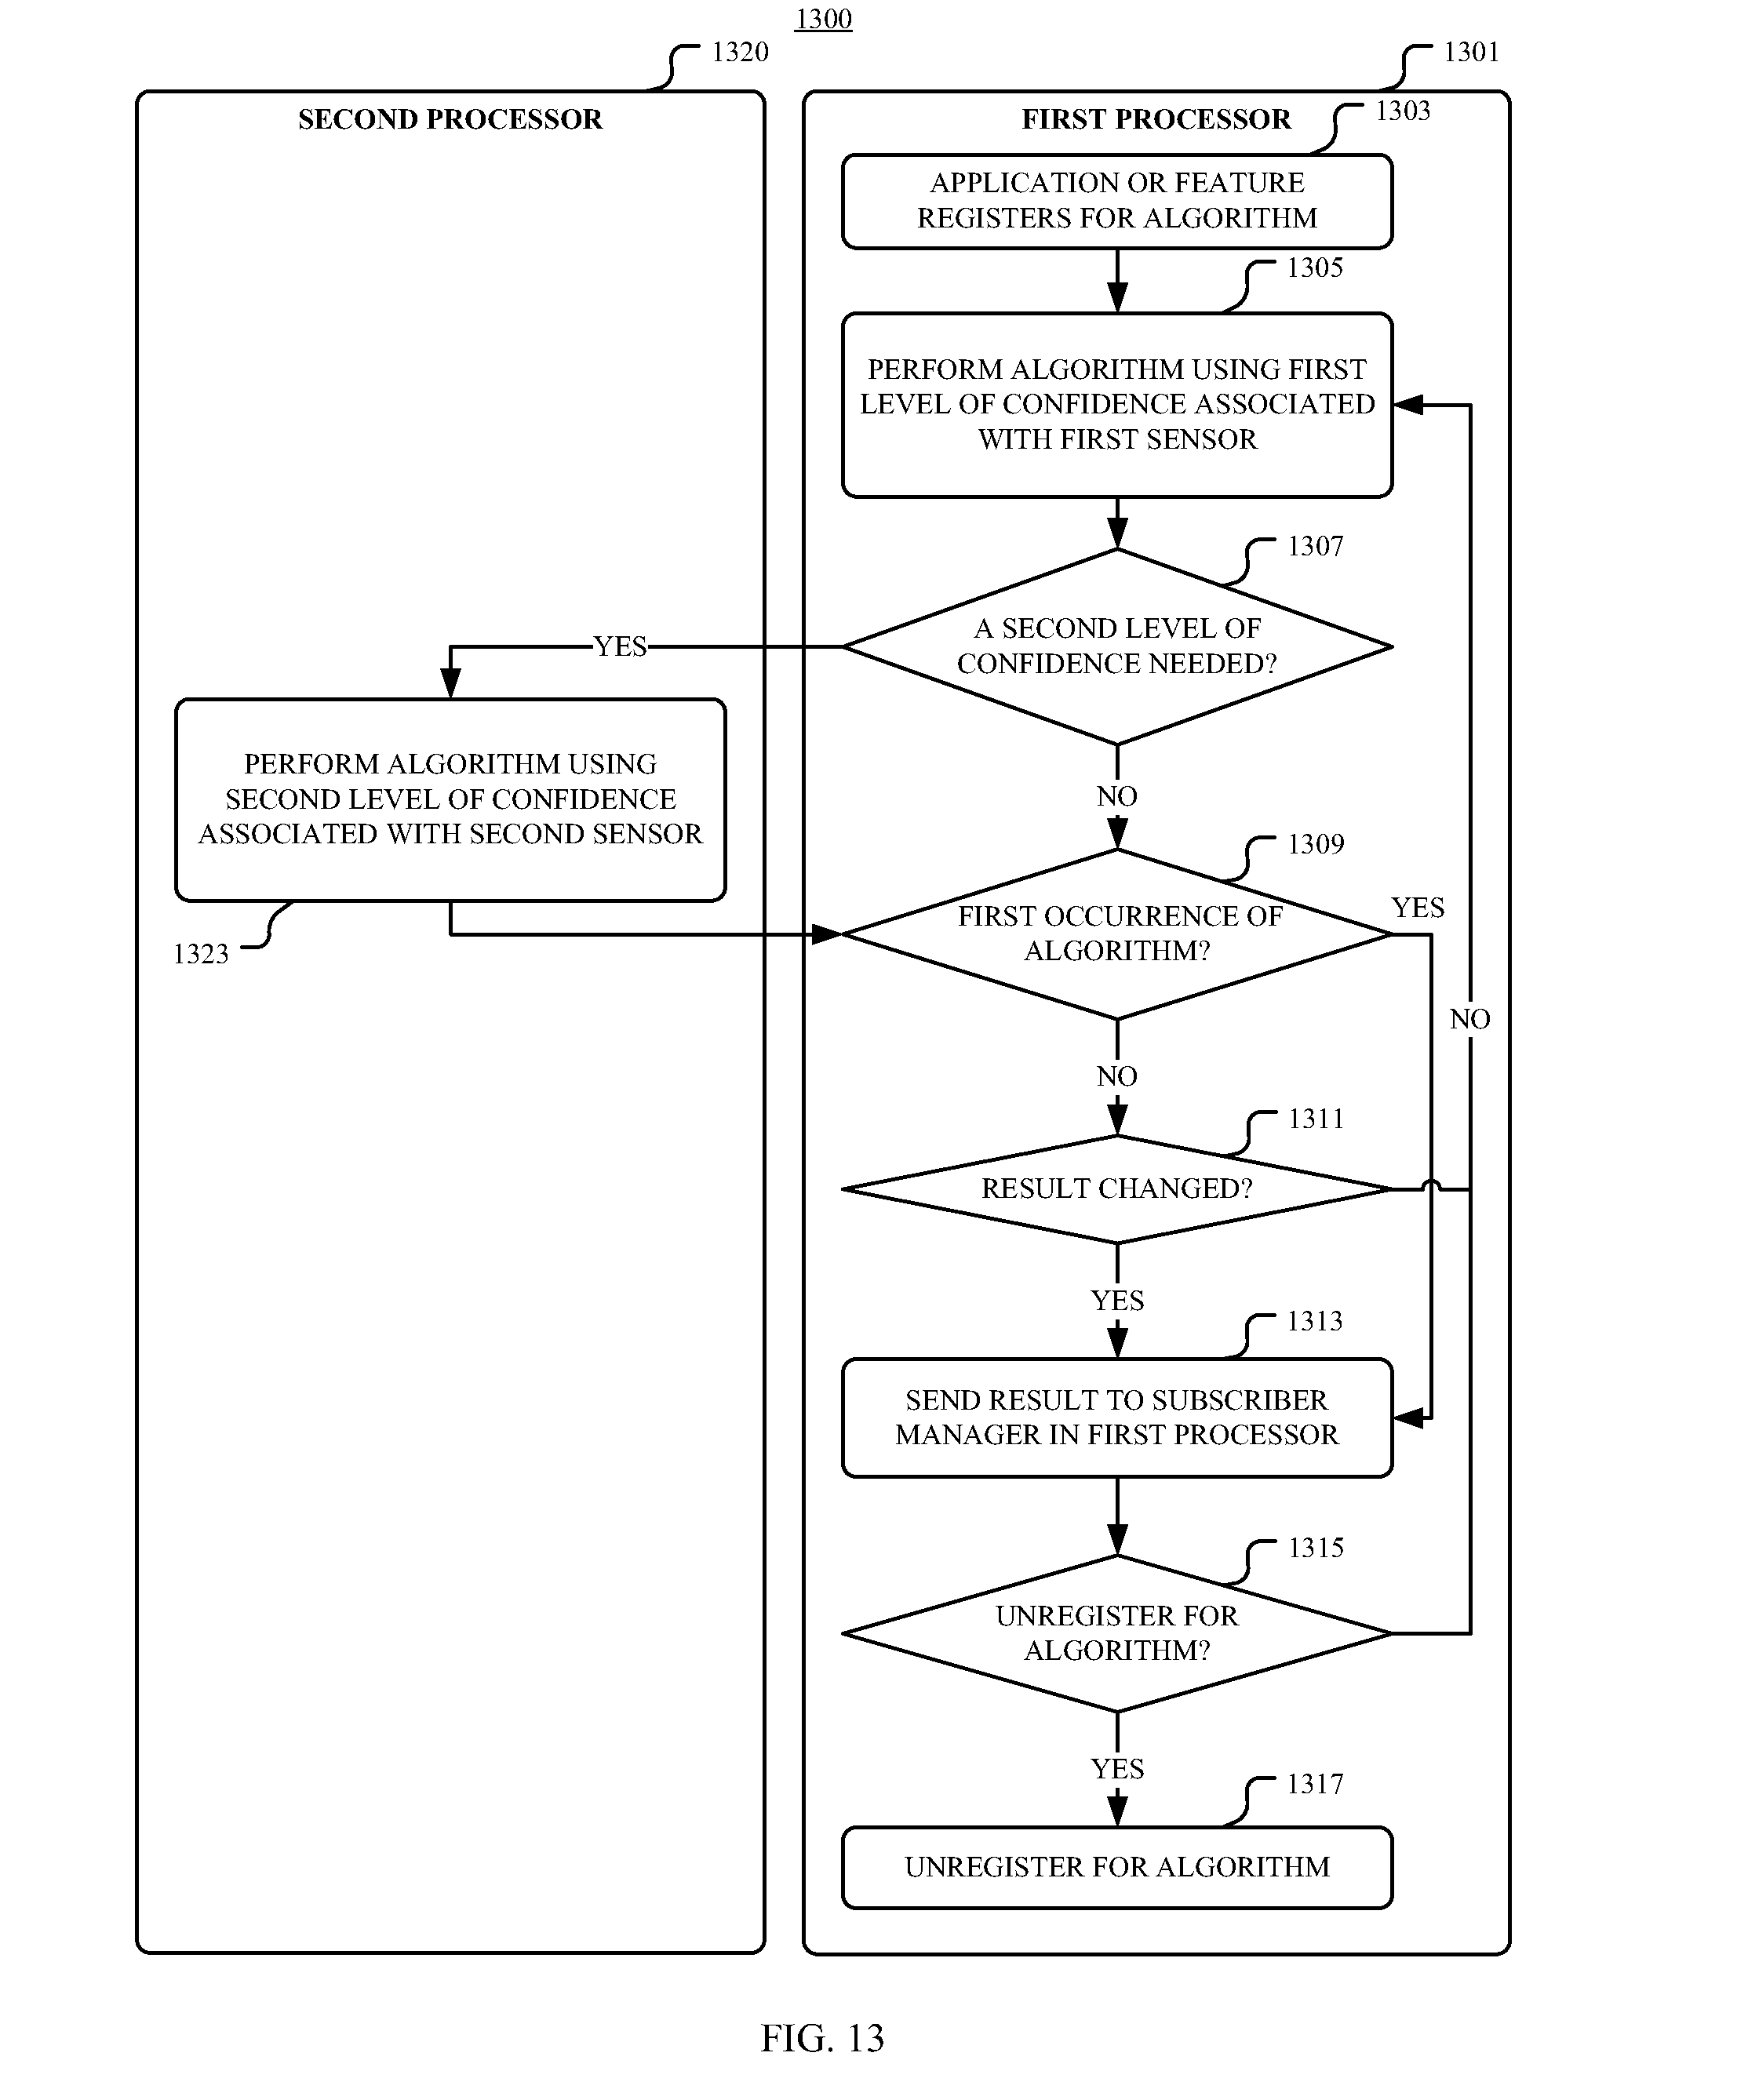 1300
1320
1301
SECOND PROCESSOR
FIRST PROCESSOR
1303
APPLICATION OR FEATURE
REGISTERS FOR ALGORITHM
1305
PERFORM ALGORITHM USING FIRST
LEVEL OF CONFIDENCE ASSOCIATED
WITH FIRST SENSOR
1307
A SECOND LEVEL OF
CONFIDENCE NEEDED?
YES
PERFORM ALGORITHM USING
SECOND LEVEL OF CONFIDENCE
ASSOCIATED WITH SECOND SENSOR
1323
NO
1309
FIRST OCCURRENCE OF
ALGORITHM?
YES
NO
NO
1311
RESULT CHANGED?
YES
1313
SEND RESULT TO SUBSCRIBER
MANAGER IN FIRST PROCESSOR
1315
UNREGISTER FOR
ALGORITHM?
YES
1317
UNREGISTER FOR ALGORITHM
FIG. 13